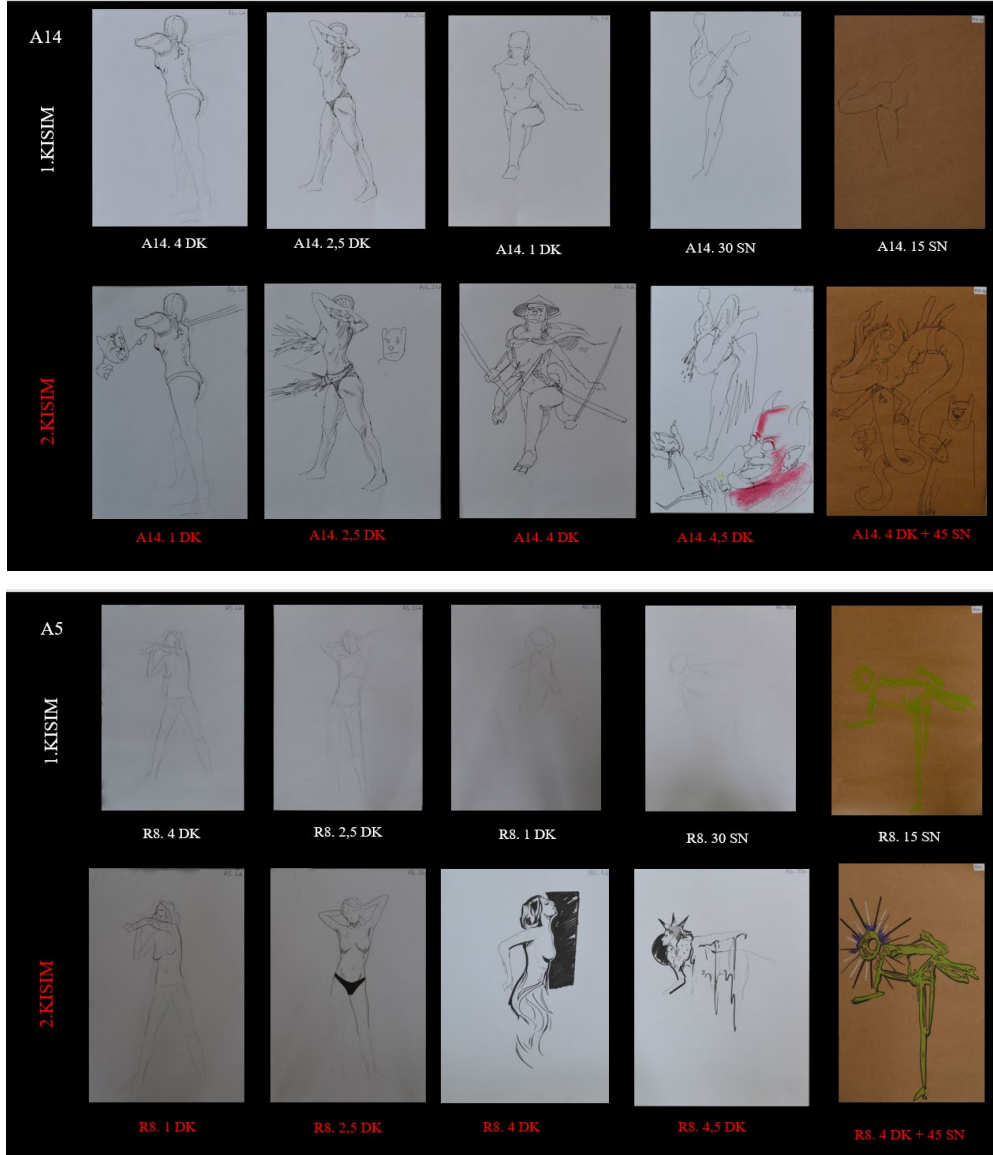 A14
1.KISIM
A14. 4 DK
A14. 2,5 DK
A14. 1 DK
A14. 30 SN
A14. 15 SN
2.KISIM
A14. 1 DK
A14. 2,5 DK
A14. 4 DK
A14. 4,5 DK
A14. 4 DK + 45 SN
A5
1.KISIM
R8. 4 DK
R8. 2,5 DK
R8. 1 DK
R8. 30 SN
R8. 15 SN
2.KISIM
R8. 1 DK
R8. 2,5 DK
R8. 4 DK
R8. 4,5 DK
R8. 4 DK + 45 SN